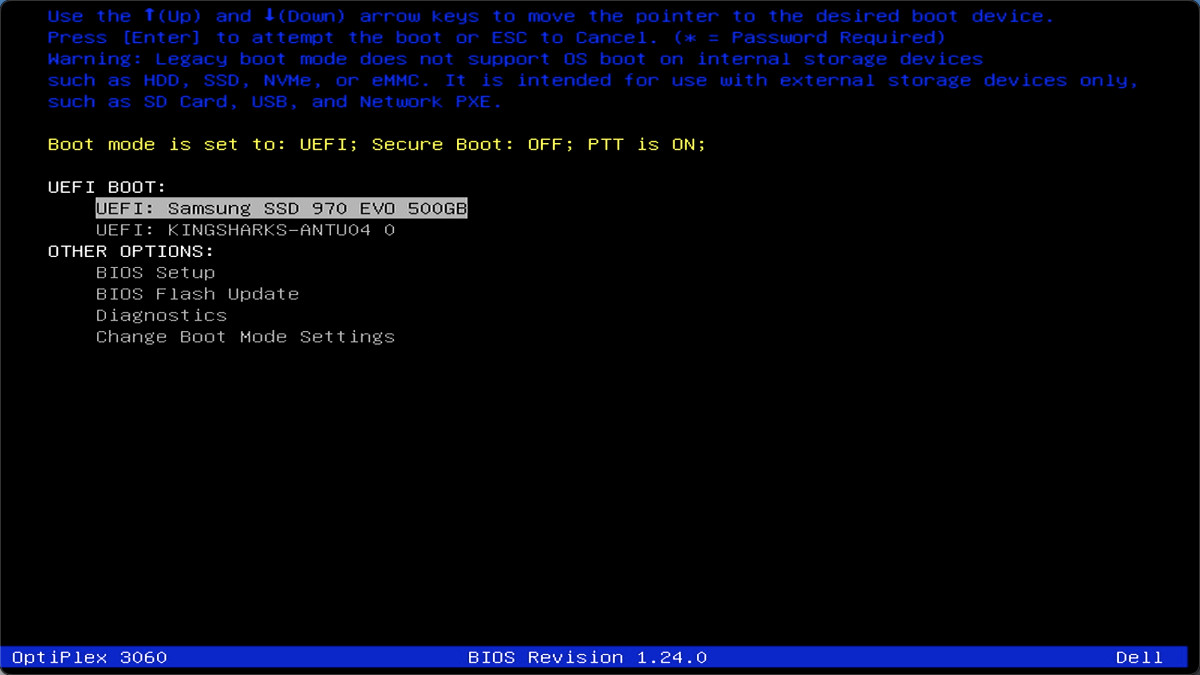 Use the ↑(Up) and ↓(Down) arrow keys to move the pointer to the desired boot device.
Press [Enter] to attempt the boot or ESC to Cancel. (* = Password Required)
Warning: Legacy boot mode does not support OS boot on internal storage devices
such as HDD, SSD, NVMe, or eMMC. It is intended for use with external storage devices only,
such as SD Card, USB, and Network PXE.
Boot mode is set to: UEFI; Secure Boot: OFF; PTT is ON;
UEFI BOOT:
UEFI: Samsung SSD 970 EVO 500GB
UEFI: KINGSHARKS-ANTU04 0
OTHER OPTIONS:
BIOS Setup
BIOS Flash Update
Diagnostics
Change Boot Mode Settings
OptiPlex 3060 BIOS Revision 1.24.0 Dell